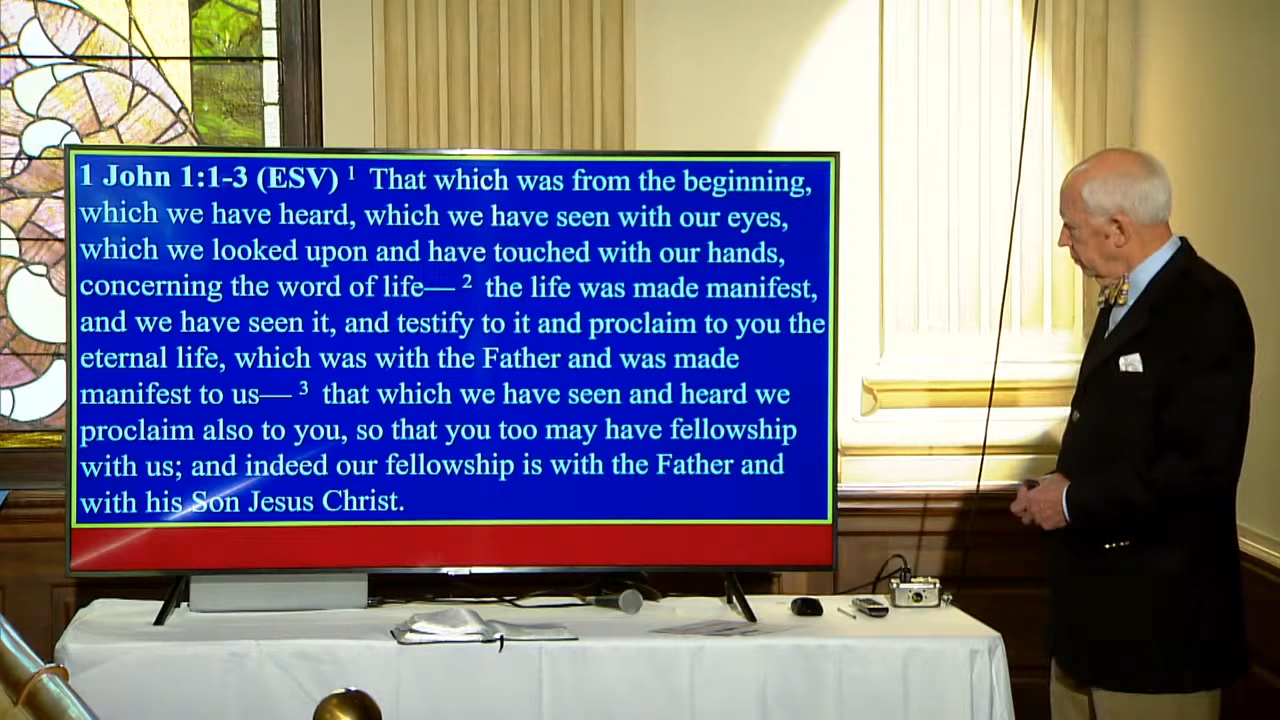 1 John 1:1-3 (ESV) 1 That which was from the beginning,
which we have heard, which we have seen with our eyes,
which we looked upon and have touched with our hands,
concerning the word of life— 2 the life was made manifest,
and we have seen it, and testify to it and proclaim to you the
eternal life, which was with the Father and was made
manifest to us— 3 that which we have seen and heard we
proclaim also to you, so that you too may have fellowship
with us; and indeed our fellowship is with the Father and
with his Son Jesus Christ.